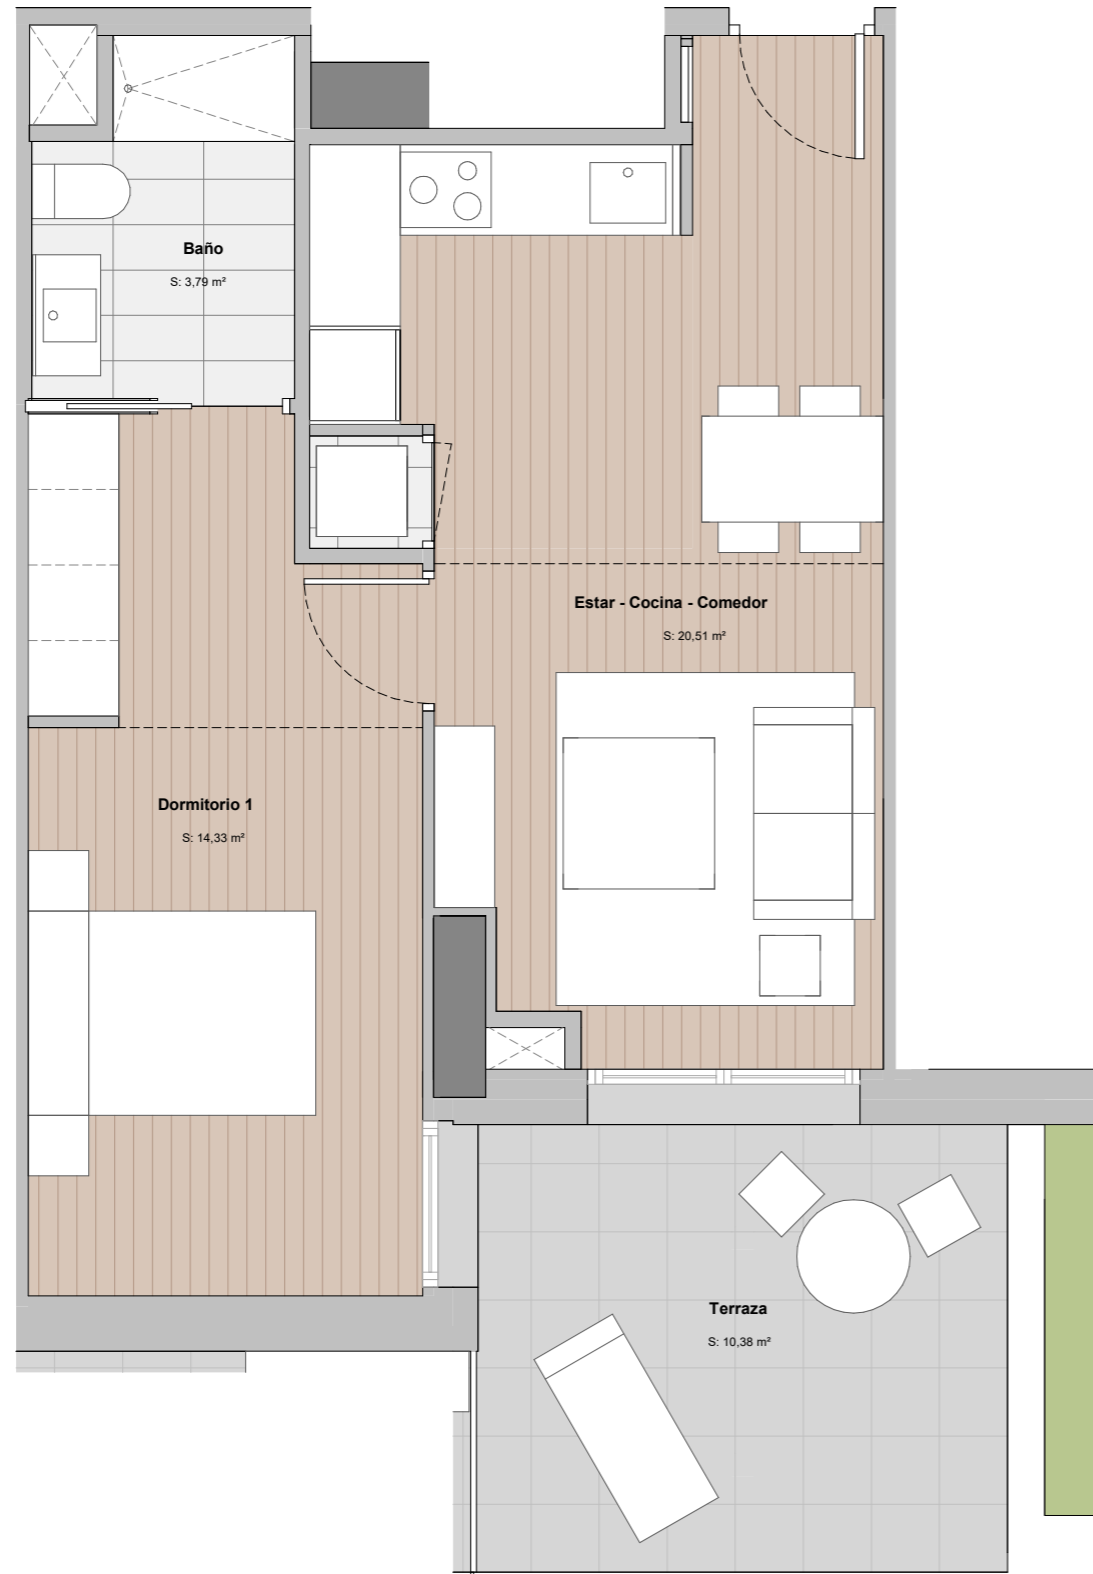 Baño
S: 3,79 m²
Estar - Cocina - Comedor
S: 20,51 m²
Dormitorio 1
S: 14,33 m²
Terraza
S: 10,38 m²